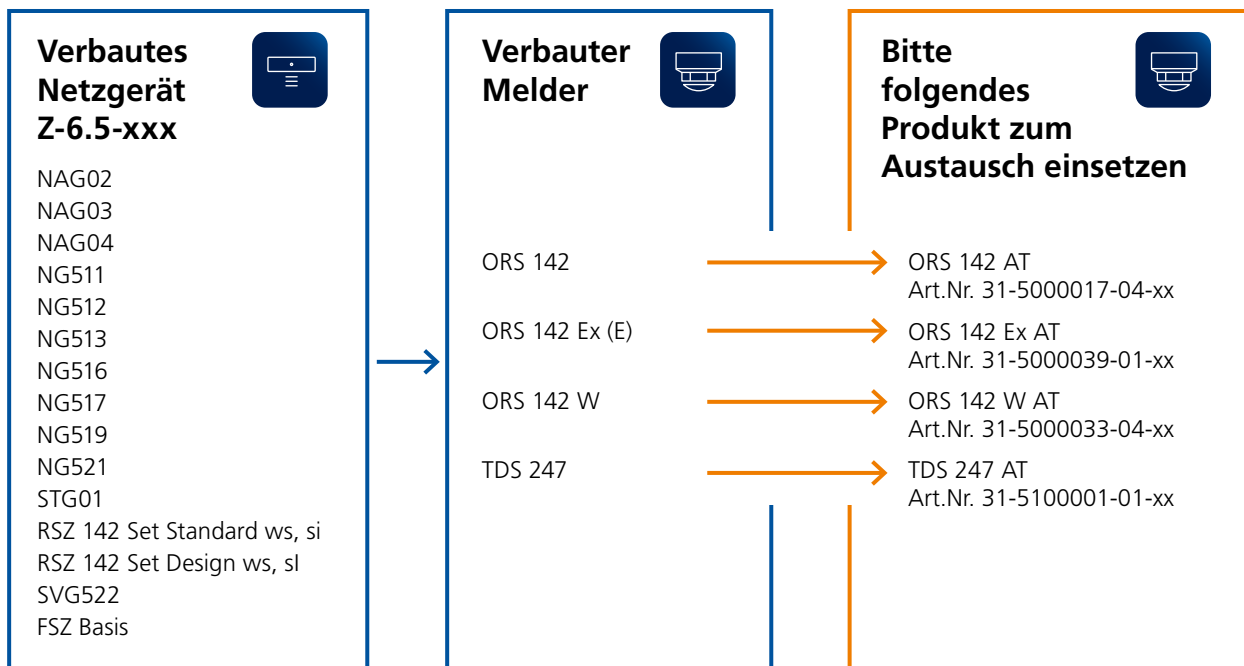 Verbautes
Netzgerät
Z-6.5-xxx
NAG02
NAG03
NAG04
NG511
NG512
NG513
NG516
NG517
NG519
NG521
STG01
RSZ 142 Set Standard ws, si
RSZ 142 Set Design ws, sl
SVG522
FSZ Basis
Verbauter
Melder
ORS 142
ORS 142 Ex (E)
ORS 142 W
TDS 247
Bitte
folgendes
Produkt zum
Austausch einsetzen
ORS 142 AT
Art.Nr. 31-5000017-04-xx
ORS 142 Ex AT
Art.Nr. 31-5000039-01-xx
ORS 142 W AT
Art.Nr. 31-5000033-04-xx
TDS 247 AT
Art.Nr. 31-5100001-01-xx